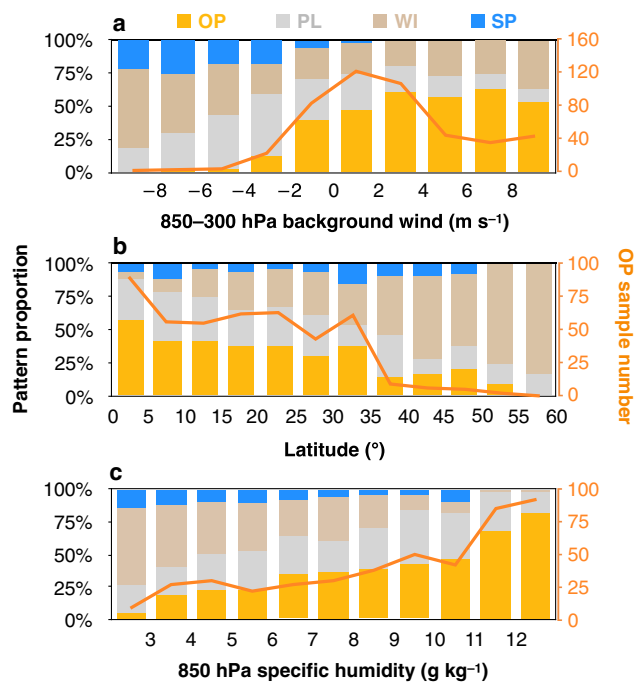 OP PL WI SP
a
100% 160
75% 120
50% 80
25% 40
0% 0
−8 −6 −4 −2 0 2 4 6 8
850–300 hPa background wind (m s⁻¹)
Pattern proportion
OP sample number
b
100% 100
75% 75
50% 50
25% 25
0% 0
0 5 10 15 20 25 30 35 40 45 50 55 60
Latitude (°)
c
100% 100
75% 75
50% 50
25% 25
0% 0
3 4 5 6 7 8 9 10 11 12
850 hPa specific humidity (g kg⁻¹)